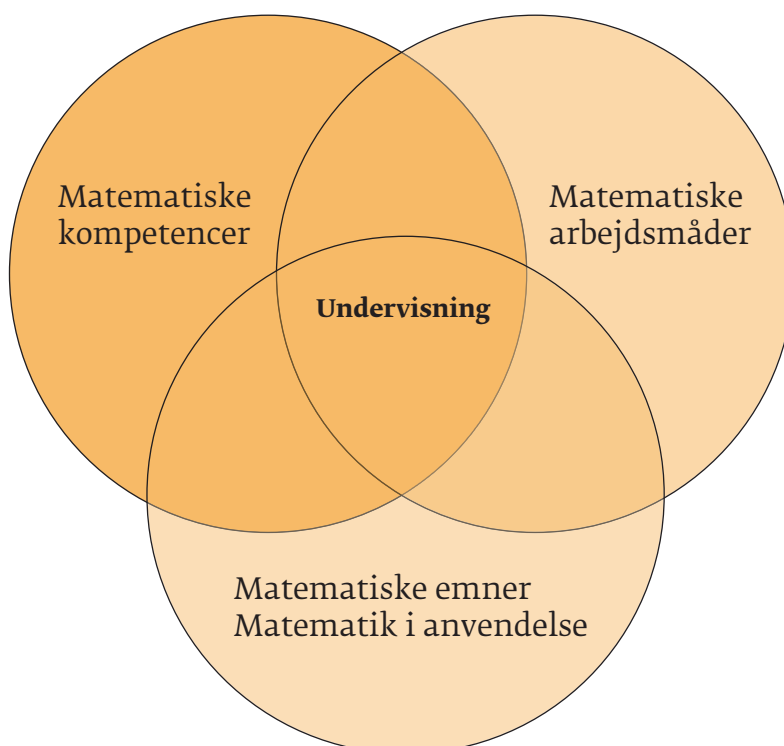 Matematiske
kompetencer
Matematiske
arbejdsmåder
Undervisning
Matematiske emner
Matematik i anvendelse